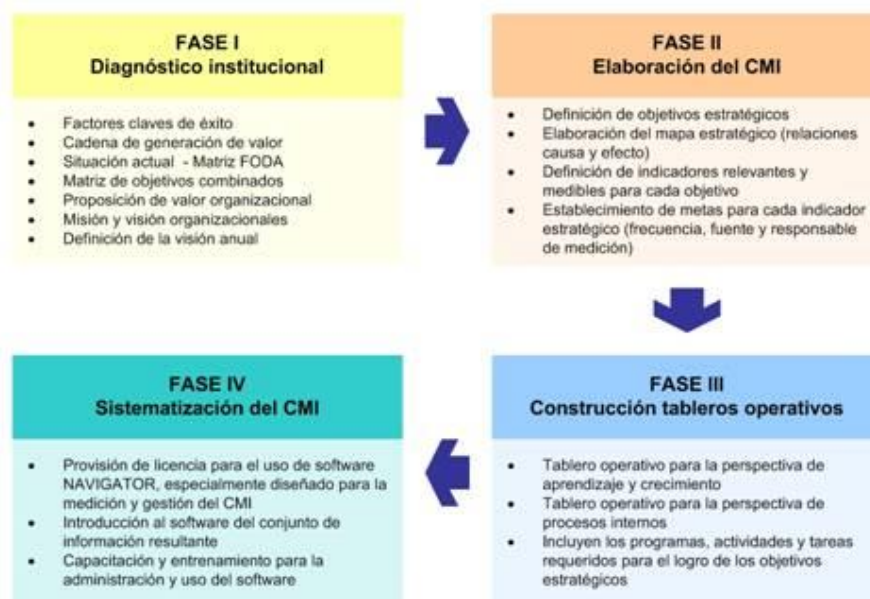 FASE I
Diagnóstico institucional
• Factores claves de éxito
• Cadena de generación de valor
• Situación actual - Matriz FODA
• Matriz de objetivos combinados
• Proposición de valor organizacional
• Misión y visión organizacionales
• Definición de la visión anual
FASE II
Elaboración del CMI
• Definición de objetivos estratégicos
• Elaboración del mapa estratégico (relaciones
causa y efecto)
• Definición de indicadores relevantes y
medibles para cada objetivo
• Establecimiento de metas para cada indicador
estratégico (frecuencia, fuente y responsable
de medición)
FASE III
Construcción tableros operativos
• Tablero operativo para la perspectiva de
aprendizaje y crecimiento
• Tablero operativo para la perspectiva de
procesos internos
• Incluyen los programas, actividades y tareas
requeridos para el logro de los objetivos
estratégicos
FASE IV
Sistematización del CMI
• Provisión de licencia para el uso de software
NAVIGATOR, especialmente diseñado para la
medición y gestión del CMI
• Introducción al software del conjunto de
información resultante
• Capacitación y entrenamiento para la
administración y uso del software